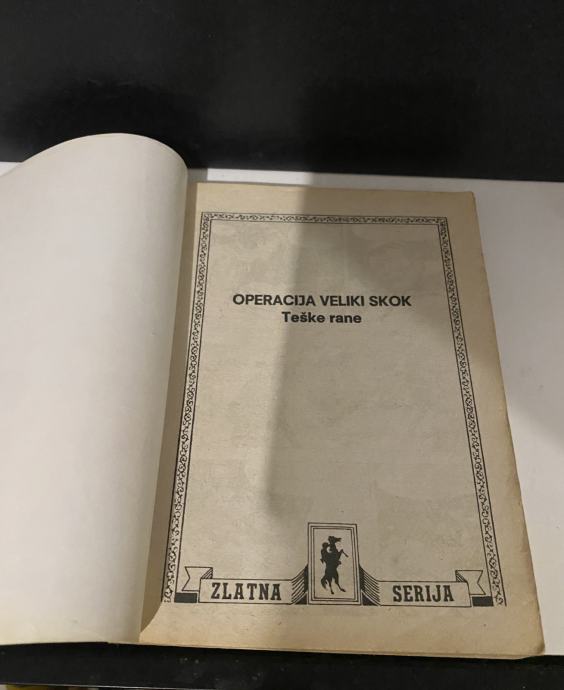 OPERACIJA VELIKI SKOK
Teške rane
ZLATNA SERIJA